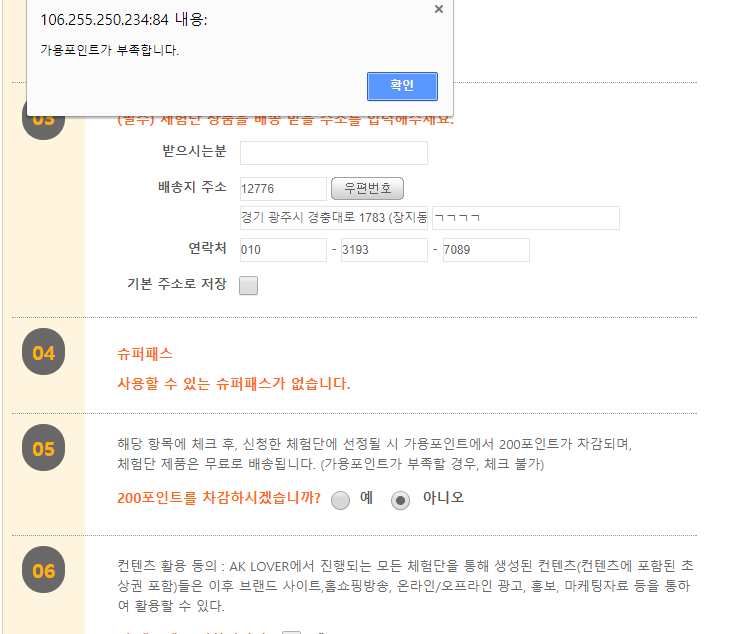 106.255.250.234:84 내용:
가용포인트가 부족합니다.
확인
03
(필수) 체험단 상품을 배송 받을 주소를 입력해주세요.
받으시는분
배송지 주소 12776 우편번호
경기 광주시 경충대로 1783 (장지동 ㄱㄱㄱㄱ
연락처 010 - 3193 - 7089
기본 주소로 저장
04
슈퍼패스
사용할 수 있는 슈퍼패스가 없습니다.
05
해당 항목에 체크 후, 신청한 체험단에 선정될 시 가용포인트에서 200포인트가 차감되며,
체험단 제품은 무료로 배송됩니다. (가용포인트가 부족할 경우, 체크 불가)
200포인트를 차감하시겠습니까? 예 아니오
06
컨텐츠 활용 동의 : AK LOVER에서 진행되는 모든 체험단을 통해 생성된 컨텐츠(컨텐츠에 포함된 초
상권 포함)들은 이후 브랜드 사이트,홈쇼핑방송, 온라인/오프라인 광고, 홍보, 마케팅자료 등을 통하
여 활용할 수 있다.